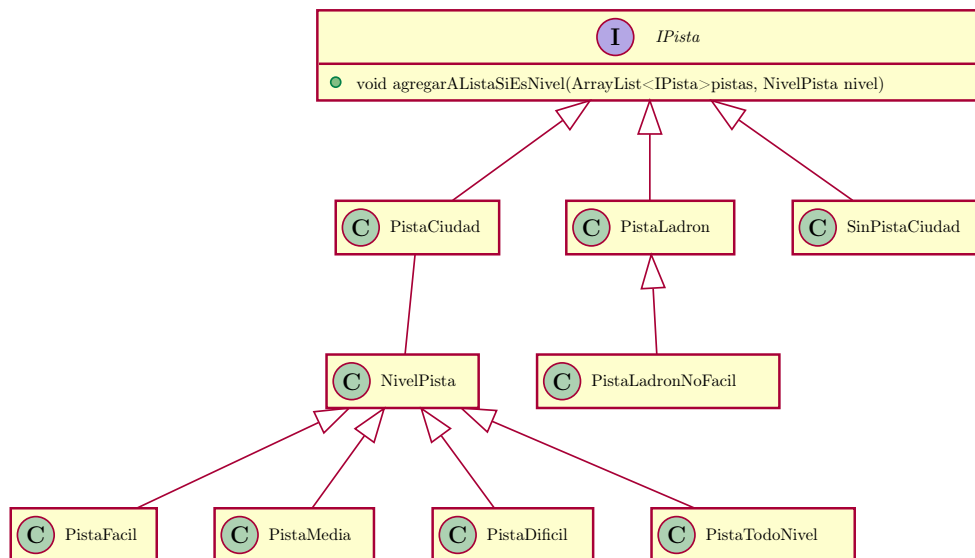 I IPista
void agregarAListaSiEsNivel(ArrayList<IPista>pistas, NivelPista nivel)
C PistaCiudad
C PistaLadron
C SinPistaCiudad
C NivelPista
C PistaLadronNoFacil
C PistaFacil
C PistaMedia
C PistaDificil
C PistaTodoNivel